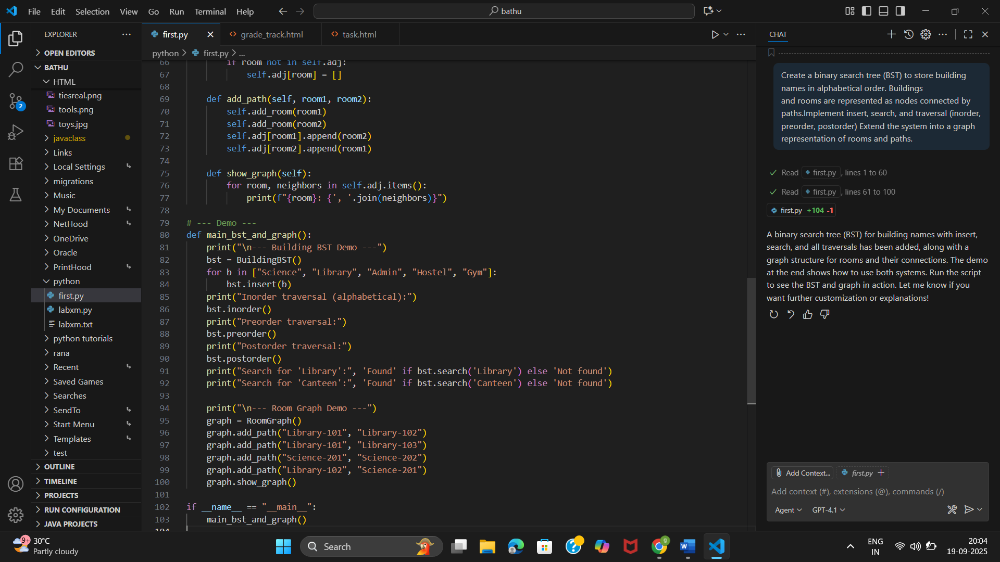 File Edit Selection View Go Run Terminal Help
bathu
EXPLORER
OPEN EDITORS
BATHU
HTML
tiesreal.png
tools.png
toys.jpg
javaclass
Links
Local Settings
migrations
Music
My Documents
NetHood
OneDrive
Oracle
PrintHood
python
first.py
labxm.py
labxm.txt
python tutorials
rana
Recent
Saved Games
Searches
SendTo
Start Menu
Templates
test
OUTLINE
TIMELINE
PROJECTS
RUN CONFIGURATION
JAVA PROJECTS
2
first.py
grade_track.html
task.html
python > first.py > ...
66 if room not in self.adj:
67 self.adj[room] = []
68
69 def add_path(self, room1, room2):
70 self.add_room(room1)
71 self.add_room(room2)
72 self.adj[room1].append(room2)
73 self.adj[room2].append(room1)
74
75 def show_graph(self):
76 for room, neighbors in self.adj.items():
77 print(f"{room}: {', '.join(neighbors)}")
78
79 # --- Demo ---
80 def main_bst_and_graph():
81 print("\n--- Building BST Demo ---")
82 bst = BuildingBST()
83 for b in ["Science", "Library", "Admin", "Hostel", "Gym"]:
84 bst.insert(b)
85 print("Inorder traversal (alphabetical):")
86 bst.inorder()
87 print("Preorder traversal:")
88 bst.preorder()
89 print("Postorder traversal:")
90 bst.postorder()
91 print("Search for 'Library':", 'Found' if bst.search('Library') else 'Not found')
92 print("Search for 'Canteen':", 'Found' if bst.search('Canteen') else 'Not found')
93
94 print("\n--- Room Graph Demo ---")
95 graph = RoomGraph()
96 graph.add_path("Library-101", "Library-102")
97 graph.add_path("Library-101", "Library-103")
98 graph.add_path("Science-201", "Science-202")
99 graph.add_path("Library-102", "Science-201")
100 graph.show_graph()
101
102 if __name__ == "__main__":
103 main_bst_and_graph()
104
CHAT
Create a binary search tree (BST) to store building
names in alphabetical order. Buildings
and rooms are represented as nodes connected by
paths.Implement insert, search, and traversal (inorder,
preorder, postorder) Extend the system into a graph
representation of rooms and paths.
Read first.py, lines 1 to 60
Read first.py, lines 61 to 100
first.py +104 -1
A binary search tree (BST) for building names with insert,
search, and all traversals has been added, along with a
graph structure for rooms and their connections. The demo
at the end shows how to use both systems. Run the script
to see the BST and graph in action. Let me know if you
want further customization or explanations!
Add Context... first.py
Add context (#), extensions (@), commands (/)
Agent GPT-4.1
9+
30°C
Partly cloudy
Search
9
ENG
IN
20:04
19-09-2025